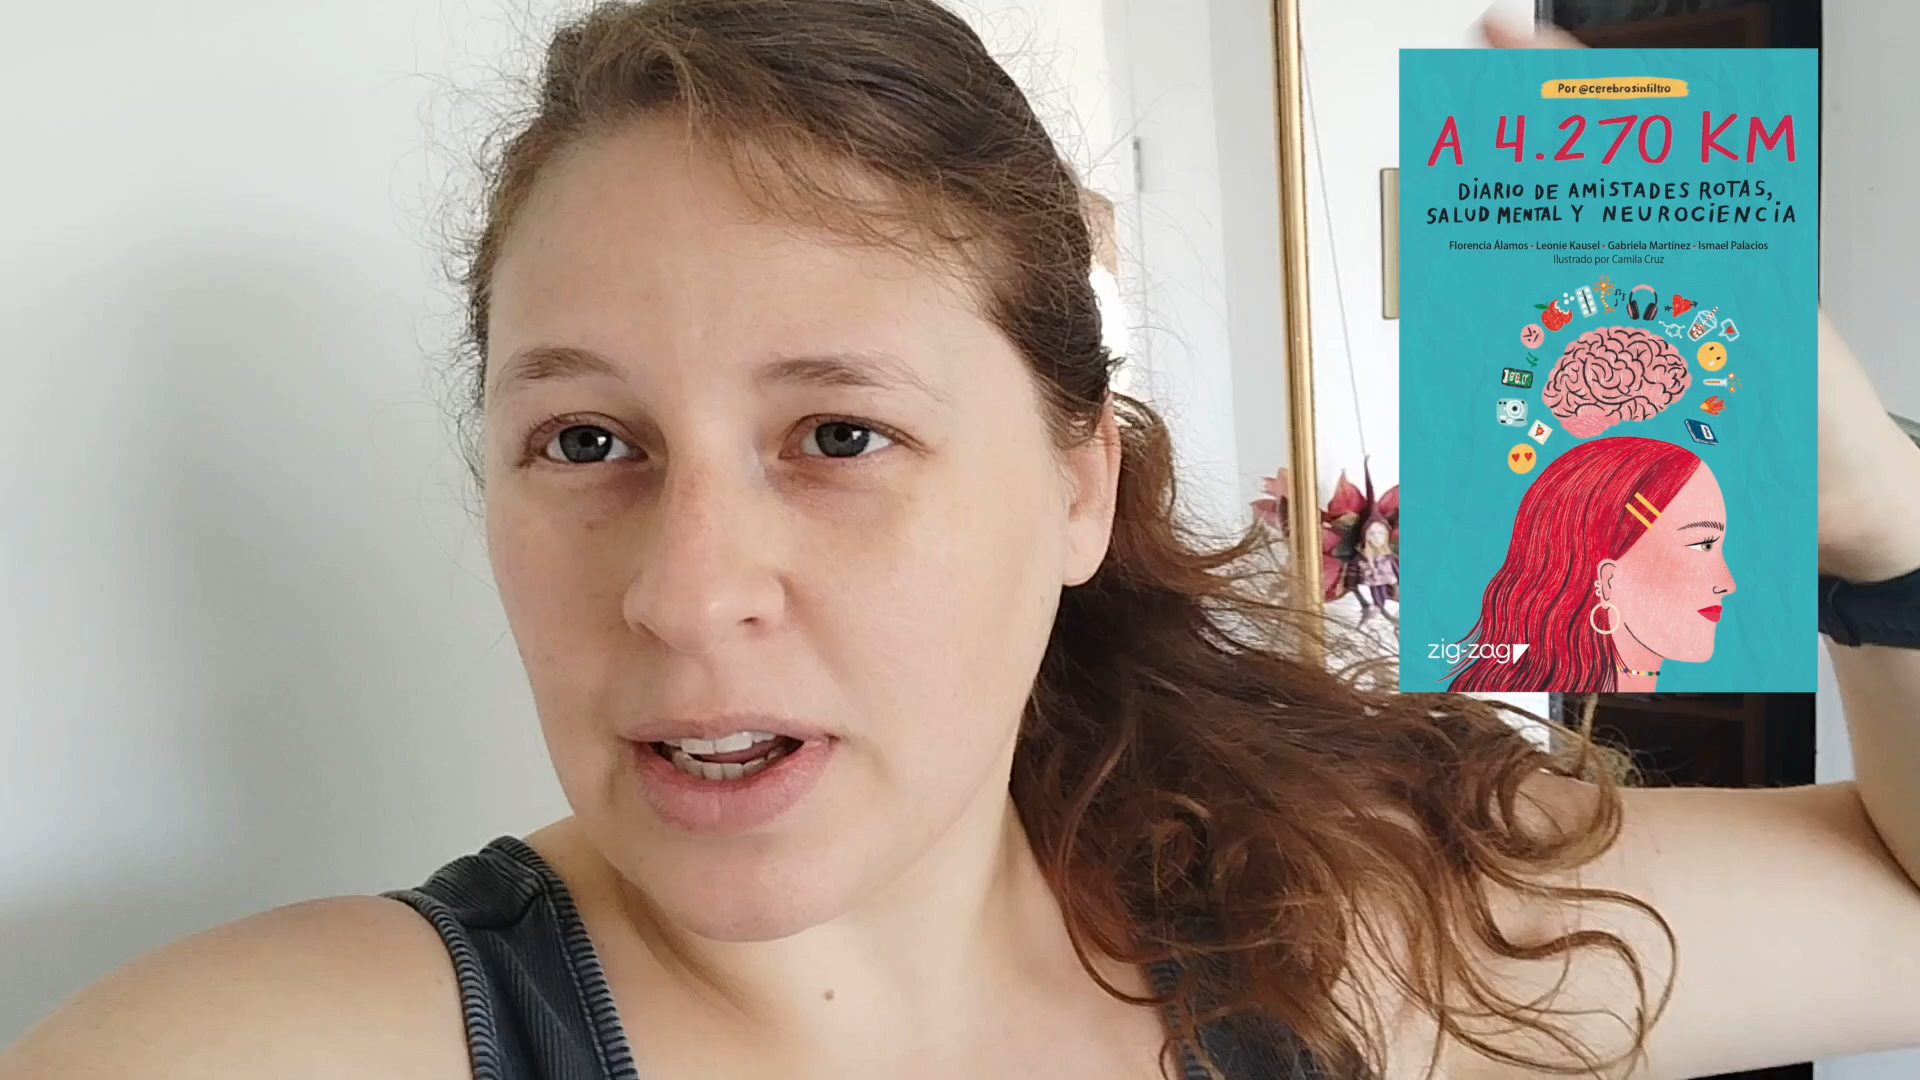 Por @cerebrosinfiltro
A 4.270 KM
DIARIO DE AMISTADES ROTAS,
SALUD MENTAL Y NEUROCIENCIA
Florencia Álamos · Leonie Kausel · Gabriela Martínez · Ismael Palacios
Ilustrado por Camila Cruz
zig-zag